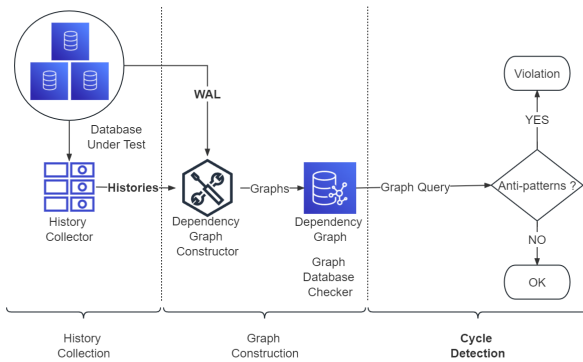 Database
Under Test
WAL
Violation
YES
Histories
Graphs
Graph Query
Anti-patterns ?
History
Collector
Dependency
Graph
Constructor
Dependency
Graph
Graph
Database
Checker
NO
OK
History
Collection
Graph
Construction
Cycle
Detection